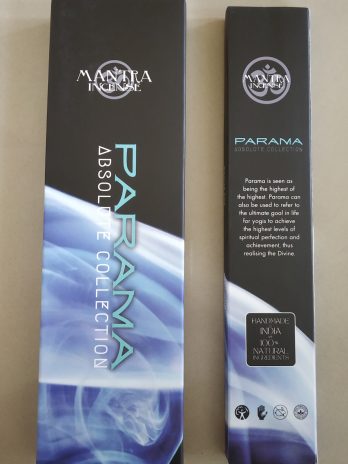 MANTRA
INCENSE
PARAMA
ABSOLUTE COLLECTION
MANTRA
INCENSE
PARAMA
ABSOLUTE COLLECTION
Parama is seen as
being the highest of
the highest. Parama can
also be used to refer to
the ultimate goal in life
for yogis to achieve
the highest levels of
spiritual perfection and
achievement, thus
realising the Divine.
HANDMADE
IN
INDIA
100%
NATURAL
INGREDIENTS